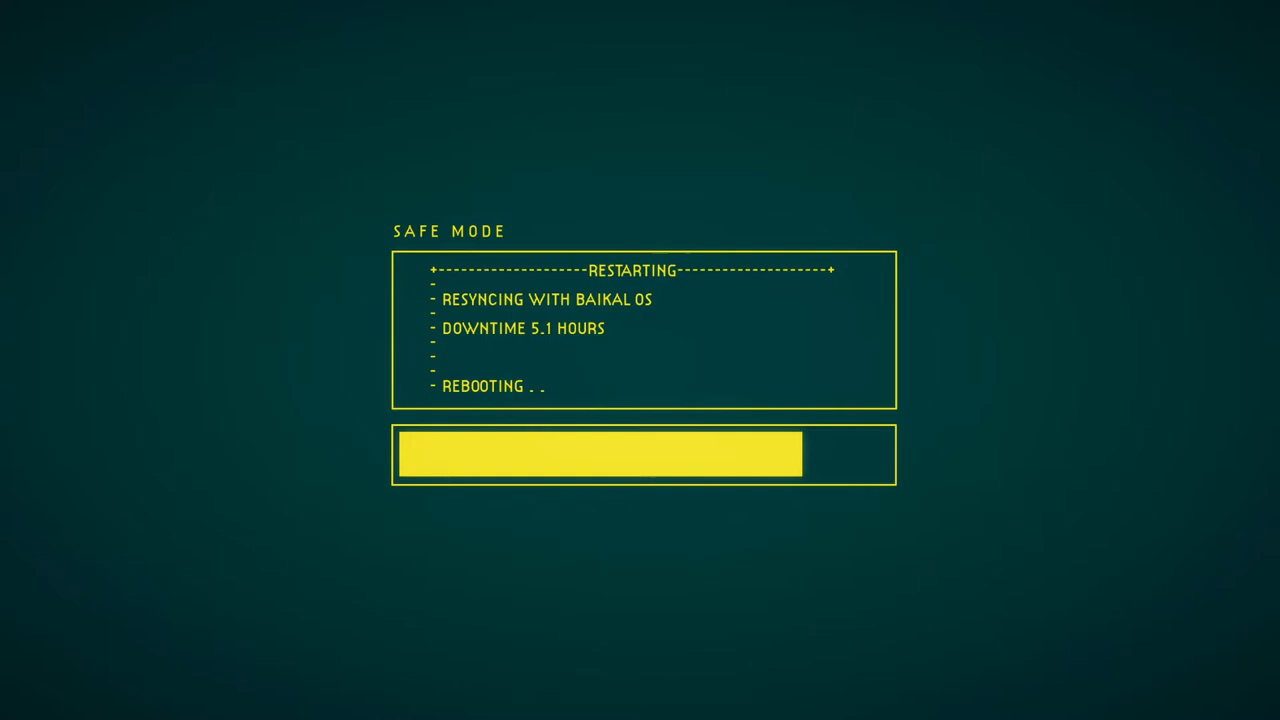 SAFE MODE
+--------------------RESTARTING--------------------+
-
- RESYNCING WITH BAIKAL OS
-
- DOWNTIME 5.1 HOURS
-
-
-
- REBOOTING . .